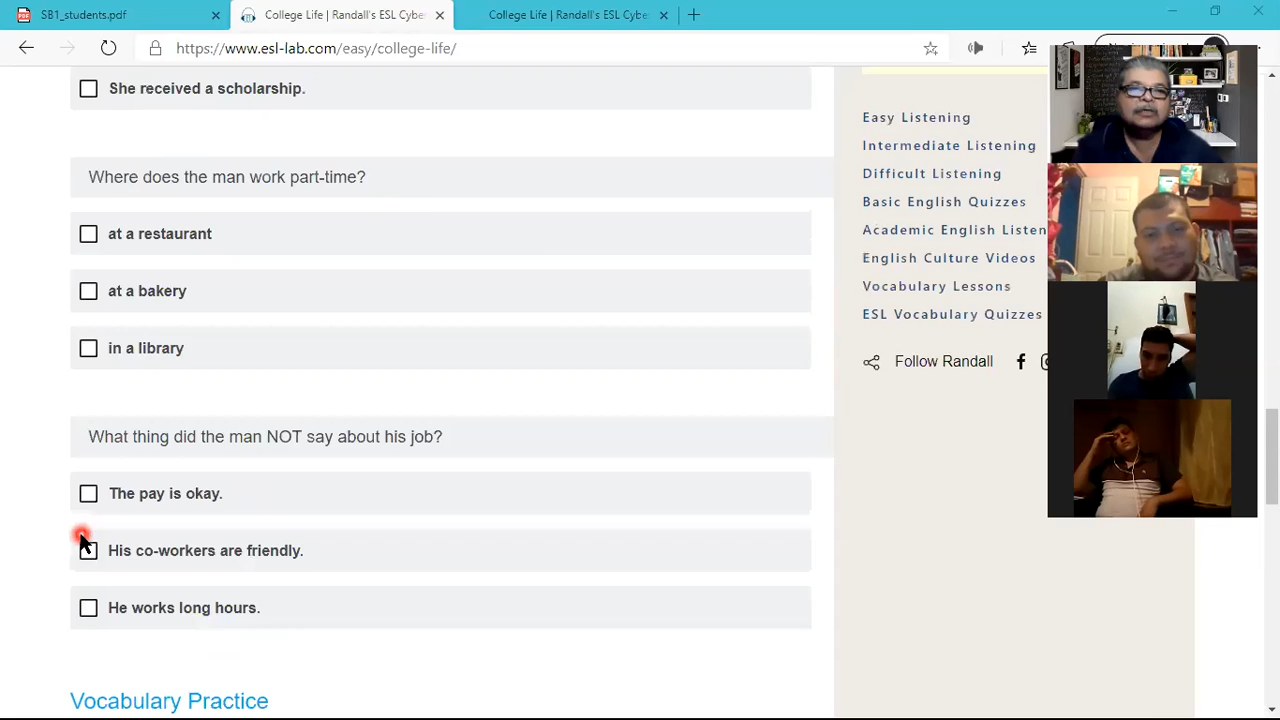 SB1_students.pdf
College Life | Randall's ESL Cybe
College Life | Randall's ESL Cybe
https://www.esl-lab.com/easy/college-life/
She received a scholarship.
Where does the man work part-time?
at a restaurant
at a bakery
in a library
What thing did the man NOT say about his job?
The pay is okay.
His co-workers are friendly.
He works long hours.
Vocabulary Practice
Easy Listening
Intermediate Listening
Difficult Listening
Basic English Quizzes
Academic English Listen
English Culture Videos
Vocabulary Lessons
ESL Vocabulary Quizzes
Follow Randall